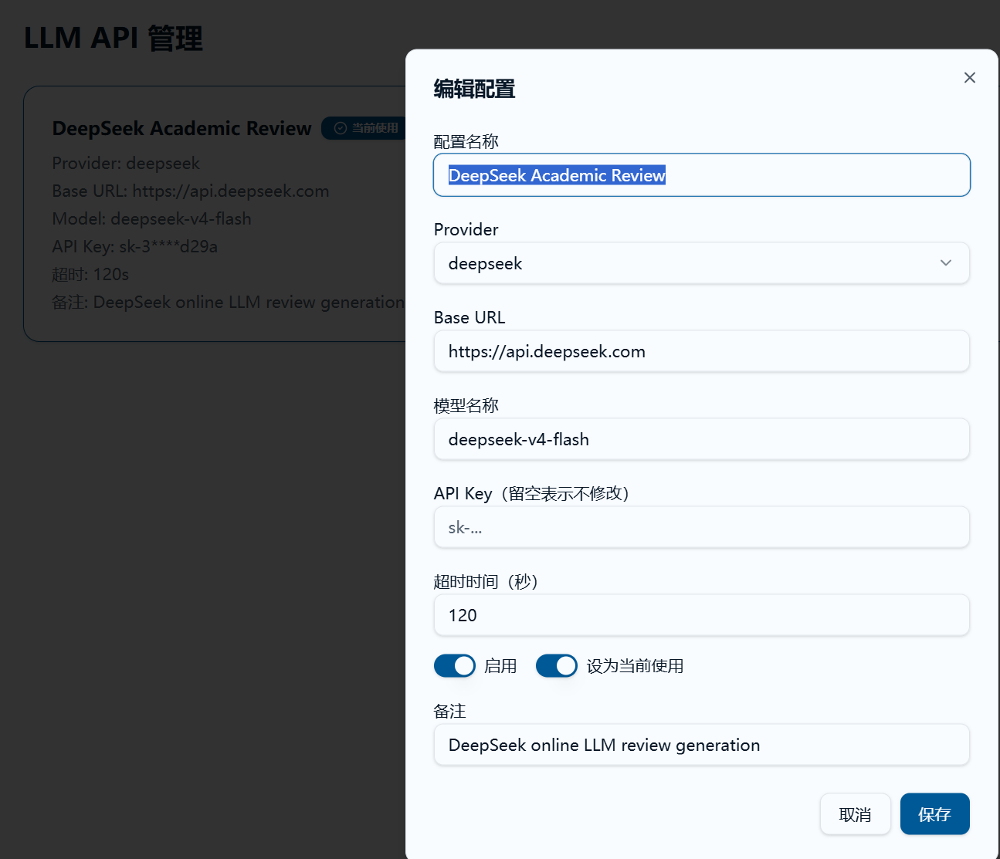 LLM API 管理
DeepSeek Academic Review 当前使用
Provider: deepseek
Base URL: https://api.deepseek.com
Model: deepseek-v4-flash
API Key: sk-3****d29a
超时: 120s
备注: DeepSeek online LLM review generation
编辑配置
配置名称
DeepSeek Academic Review
Provider
deepseek
Base URL
https://api.deepseek.com
模型名称
deepseek-v4-flash
API Key（留空表示不修改）
sk-...
超时时间（秒）
120
启用 设为当前使用
备注
DeepSeek online LLM review generation
取消 保存